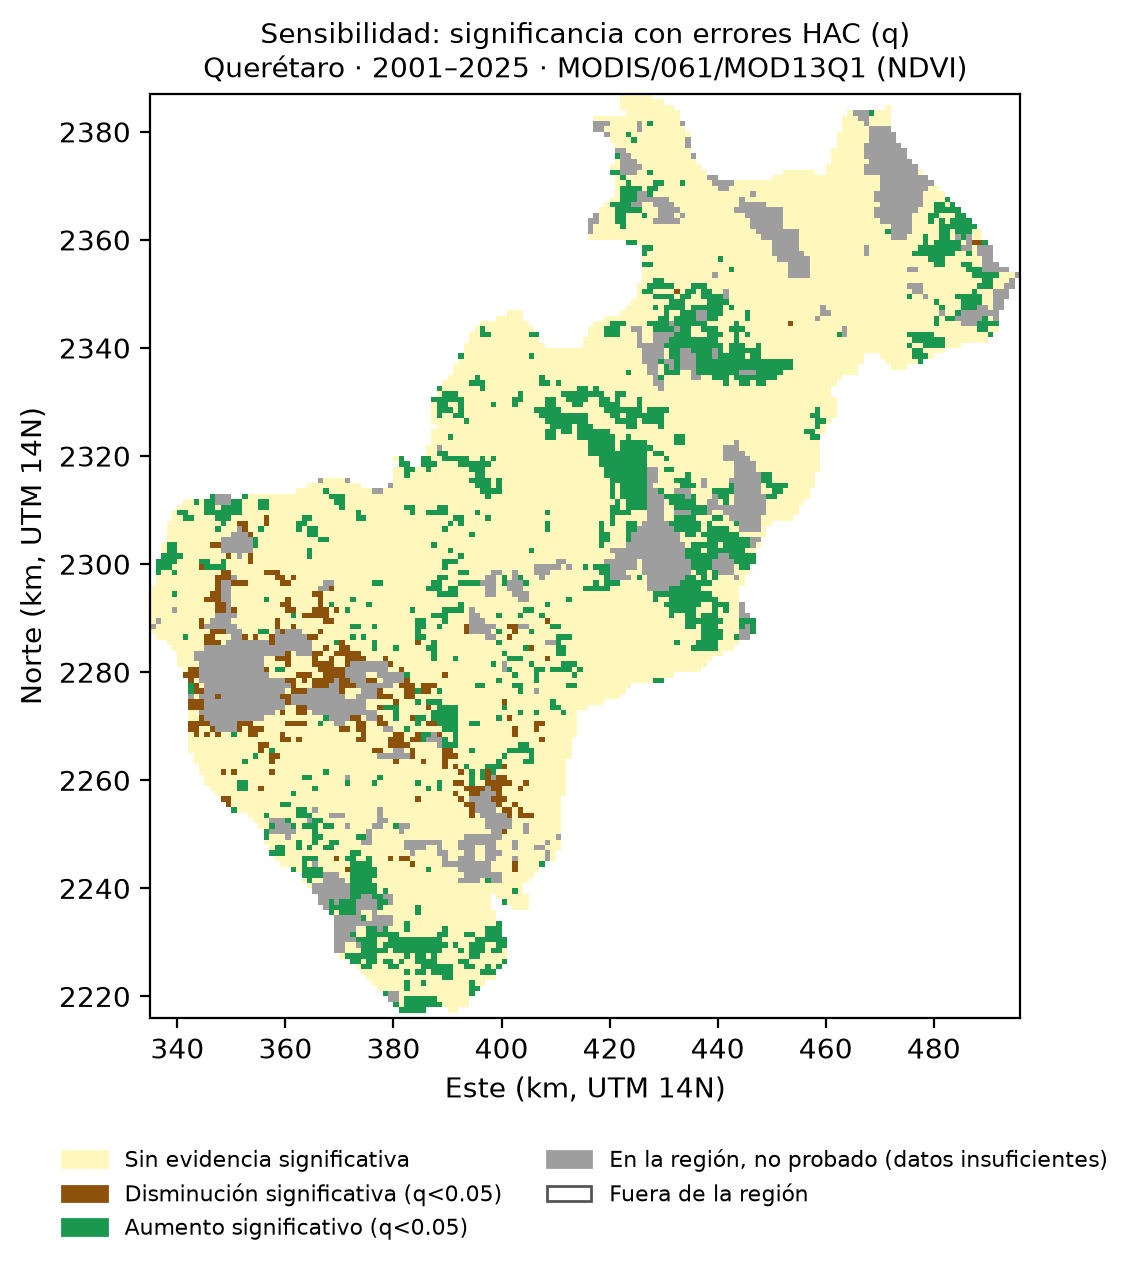 Sensibilidad: significancia con errores HAC (q)
Querétaro · 2001–2025 · MODIS/061/MOD13Q1 (NDVI)
Norte (km, UTM 14N)
2380
2360
2340
2320
2300
2280
2260
2240
2220
340 360 380 400 420 440 460 480
Este (km, UTM 14N)
Sin evidencia significativa
Disminución significativa (q<0.05)
Aumento significativo (q<0.05)
En la región, no probado (datos insuficientes)
Fuera de la región